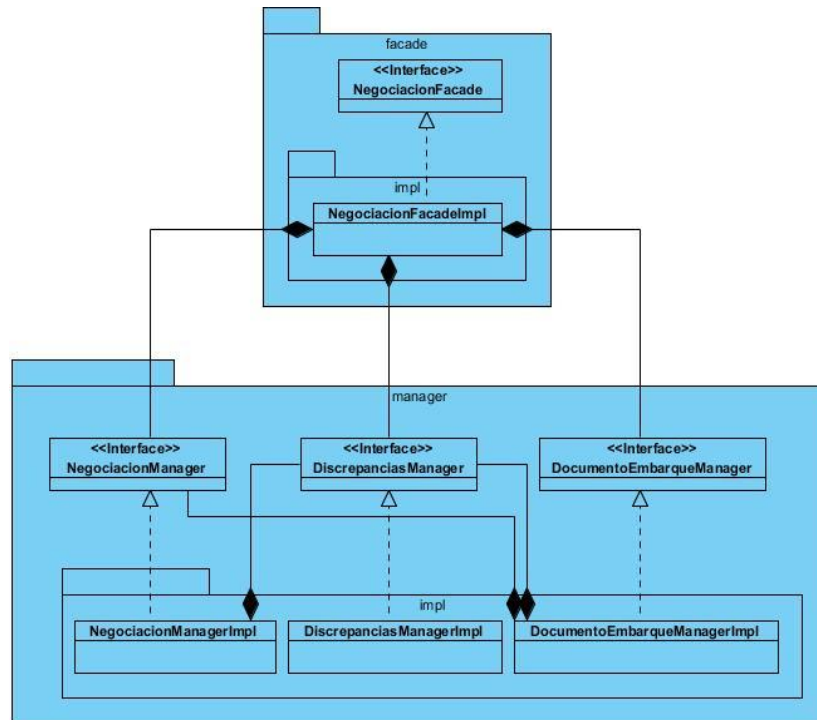 facade
<<Interface>>
NegociacionFacade
impl
NegociacionFacadeImpl
manager
<<Interface>>
NegociacionManager
<<Interface>>
DiscrepanciasManager
<<Interface>>
DocumentoEmbarqueManager
impl
NegociacionManagerImpl
DiscrepanciasManagerImpl
DocumentoEmbarqueManagerImpl